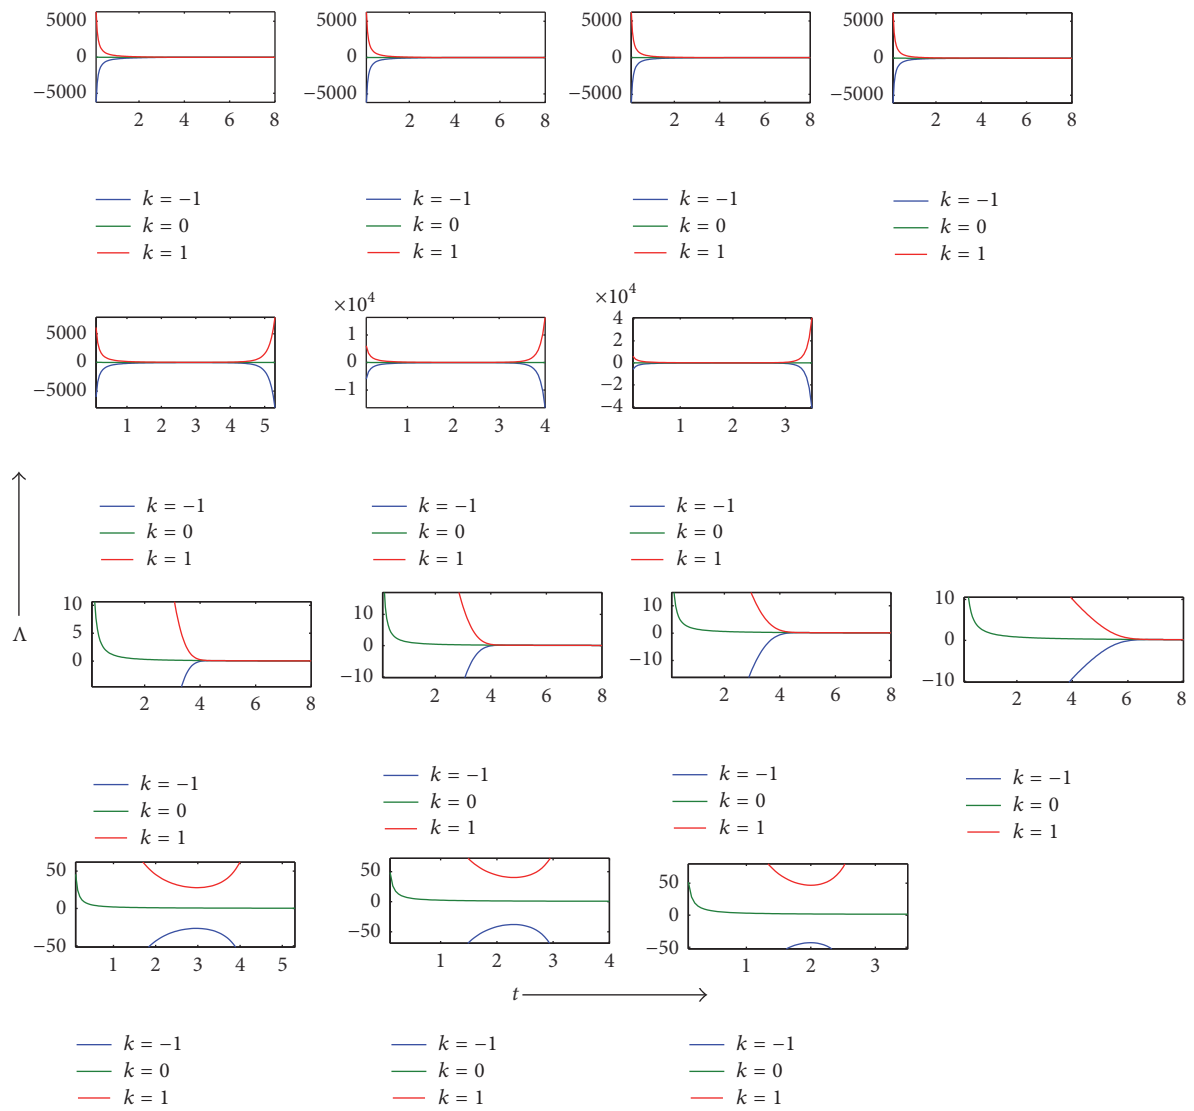 5000
0
−5000
2 4 6 8
5000
0
−5000
2 4 6 8
5000
0
−5000
2 4 6 8
5000
0
−5000
2 4 6 8
k = −1
k = 0
k = 1
k = −1
k = 0
k = 1
k = −1
k = 0
k = 1
k = −1
k = 0
k = 1
5000
0
−5000
1 2 3 4 5
×10⁴
1
0
−1
1 2 3 4
×10⁴
4
2
0
−2
−4
1 2 3
k = −1
k = 0
k = 1
k = −1
k = 0
k = 1
k = −1
k = 0
k = 1
Λ
10
5
0
2 4 6 8
10
0
−10
2 4 6 8
10
0
−10
2 4 6 8
10
0
−10
2 4 6 8
k = −1
k = 0
k = 1
k = −1
k = 0
k = 1
k = −1
k = 0
k = 1
k = −1
k = 0
k = 1
50
0
−50
1 2 3 4 5
50
0
−50
1 2 3 4
50
0
−50
1 2 3
t
k = −1
k = 0
k = 1
k = −1
k = 0
k = 1
k = −1
k = 0
k = 1